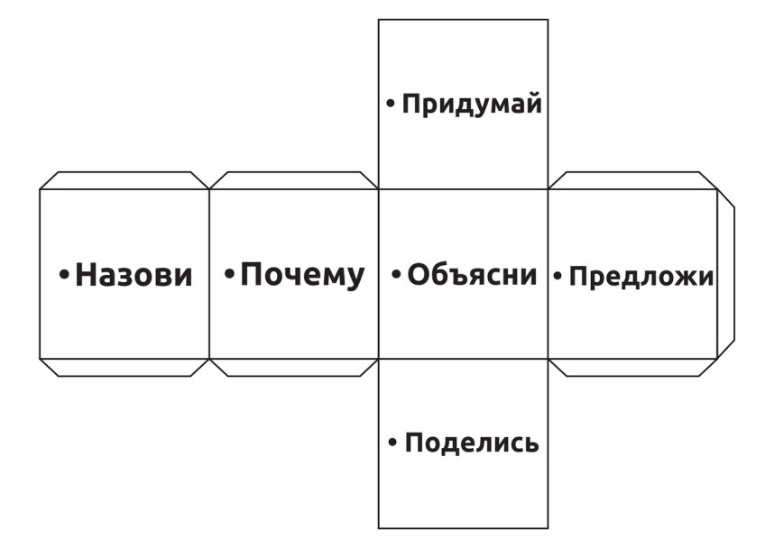 • Придумай
• Назови
• Почему
• Объясни
• Предложи
• Поделись